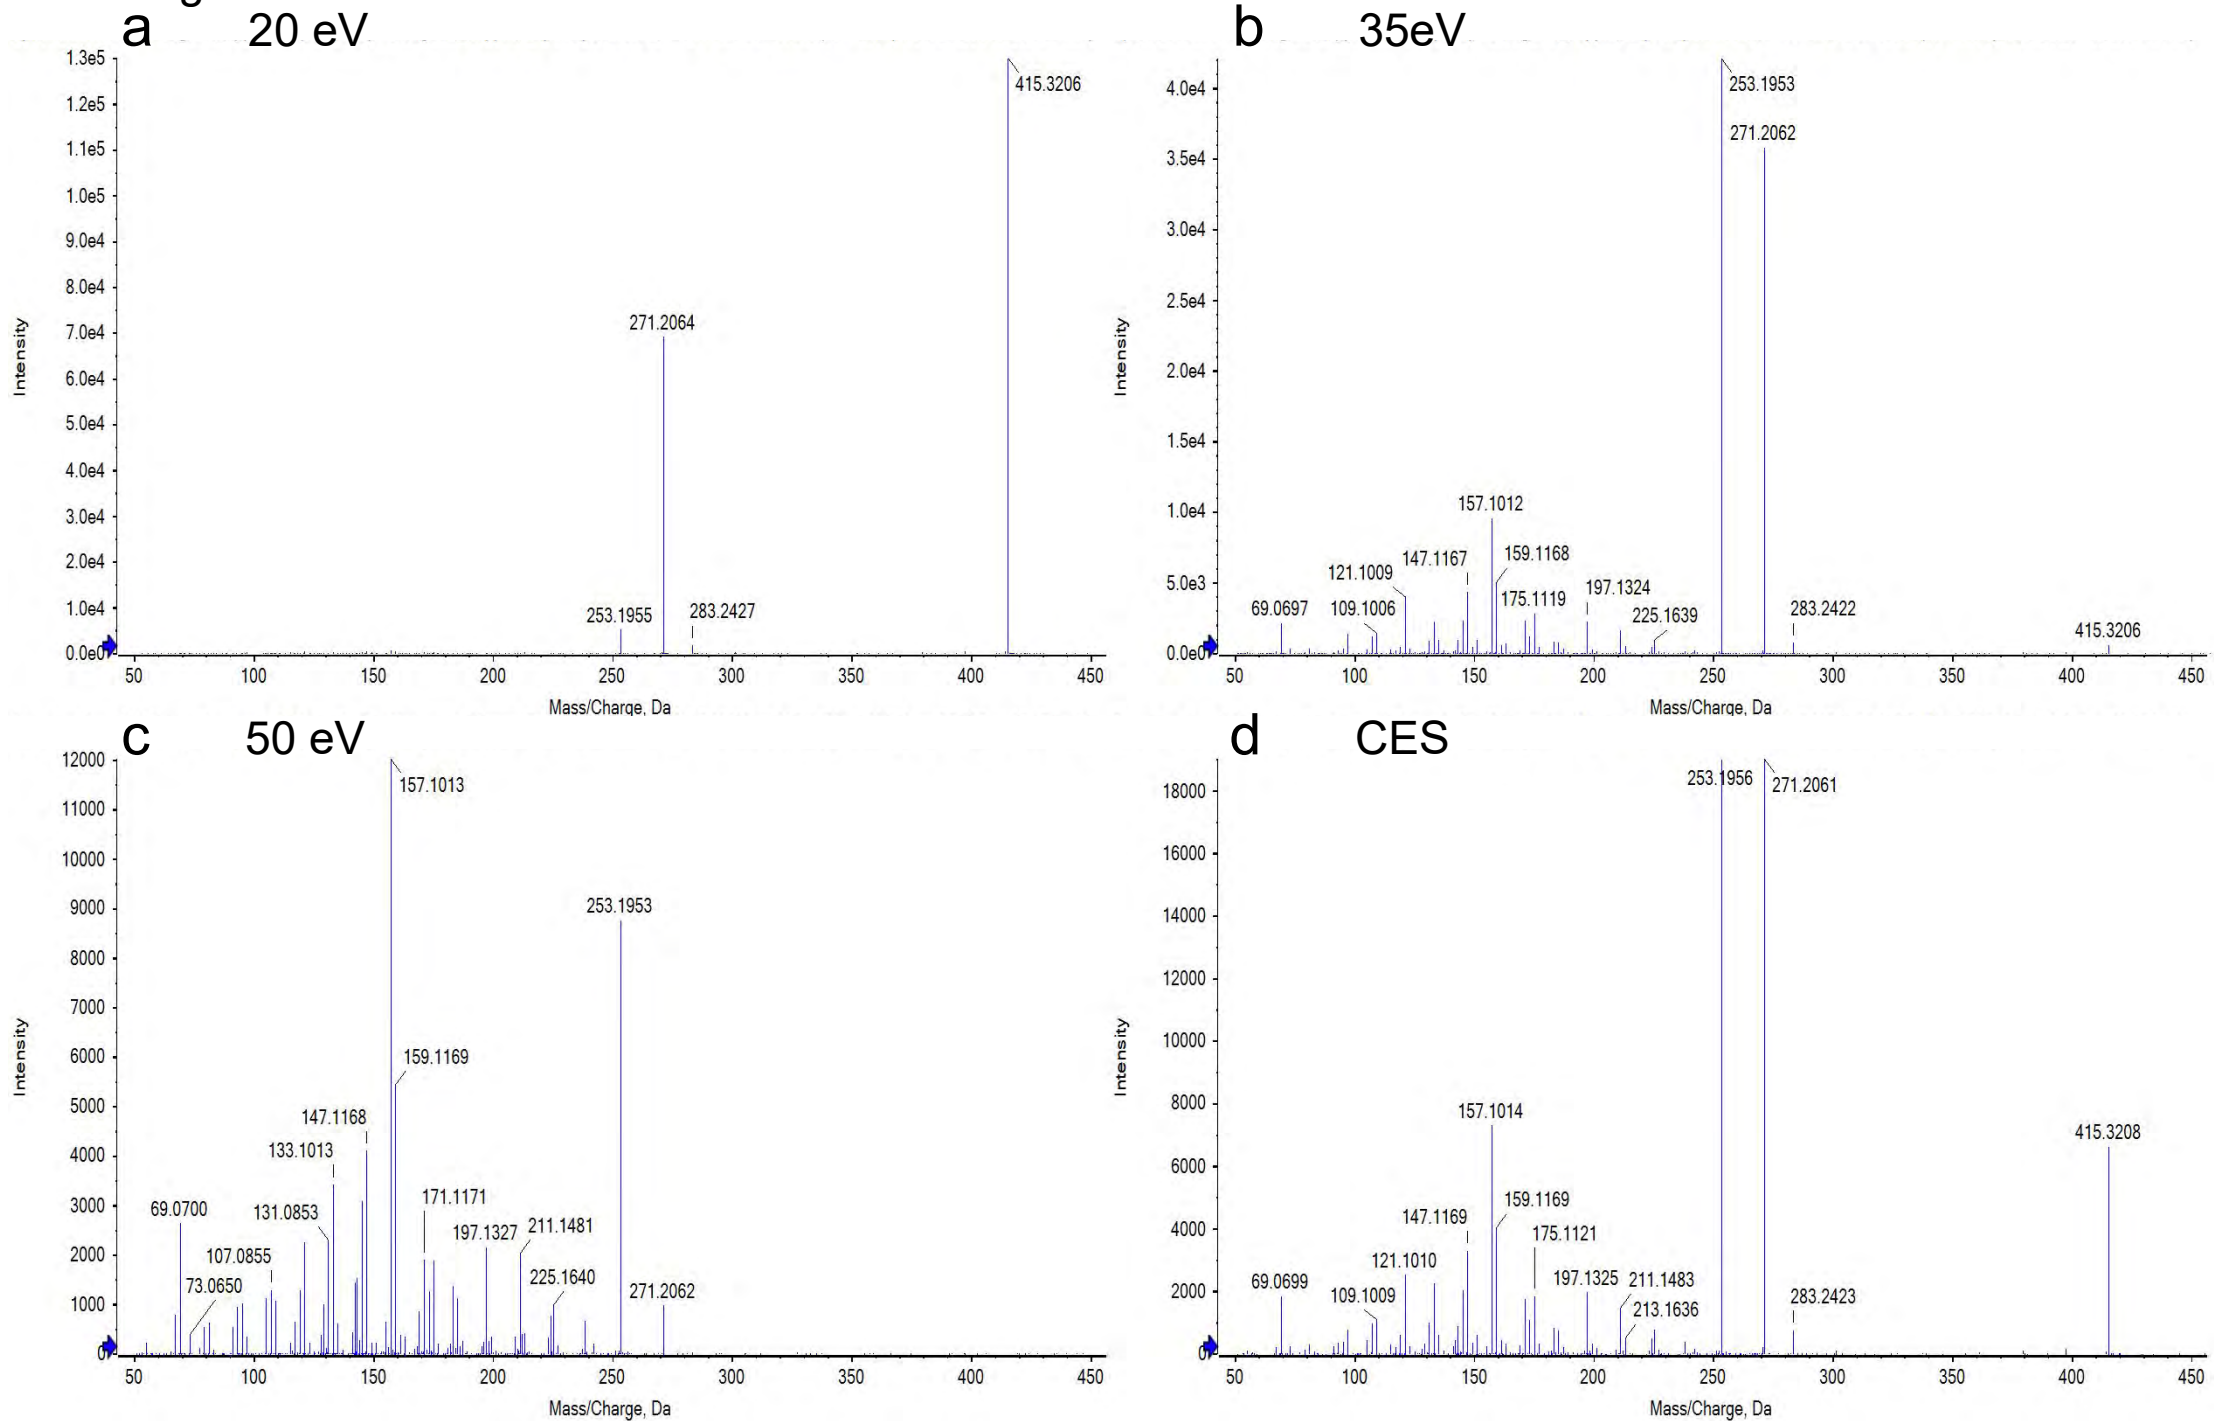 a 20 eV
1.3e5
1.2e5
1.1e5
1.0e5
9.0e4
8.0e4
7.0e4
6.0e4
5.0e4
4.0e4
3.0e4
2.0e4
1.0e4
0.0e0
Intensity
415.3206
271.2064
253.1955
283.2427
50 100 150 200 250 300 350 400 450
Mass/Charge, Da
b 35eV
4.0e4
3.5e4
3.0e4
2.5e4
2.0e4
1.5e4
1.0e4
5.0e3
0.0e0
Intensity
253.1953
271.2062
157.1012
147.1167
159.1168
121.1009
175.1119
197.1324
69.0697
109.1006
225.1639
283.2422
415.3206
50 100 150 200 250 300 350 400 450
Mass/Charge, Da
c 50 eV
12000
11000
10000
9000
8000
7000
6000
5000
4000
3000
2000
1000
0
Intensity
157.1013
253.1953
159.1169
147.1168
133.1013
171.1171
69.0700
131.0853
197.1327
211.1481
107.0855
73.0650
225.1640
271.2062
50 100 150 200 250 300 350 400 450
Mass/Charge, Da
d CES
18000
16000
14000
12000
10000
8000
6000
4000
2000
0
Intensity
253.1956
271.2061
157.1014
415.3208
159.1169
147.1169
175.1121
121.1010
69.0699
109.1009
197.1325
211.1483
213.1636
283.2423
50 100 150 200 250 300 350 400 450
Mass/Charge, Da